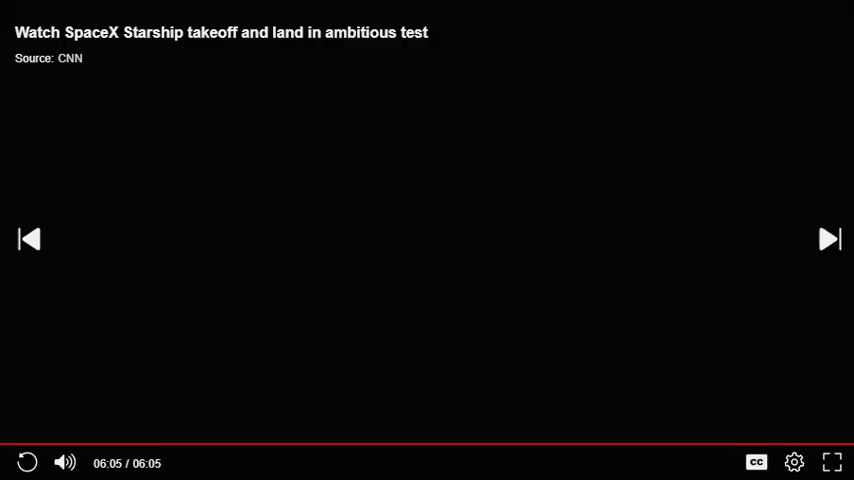 Watch SpaceX Starship takeoff and land in ambitious test
Source: CNN
06:05 / 06:05
CC